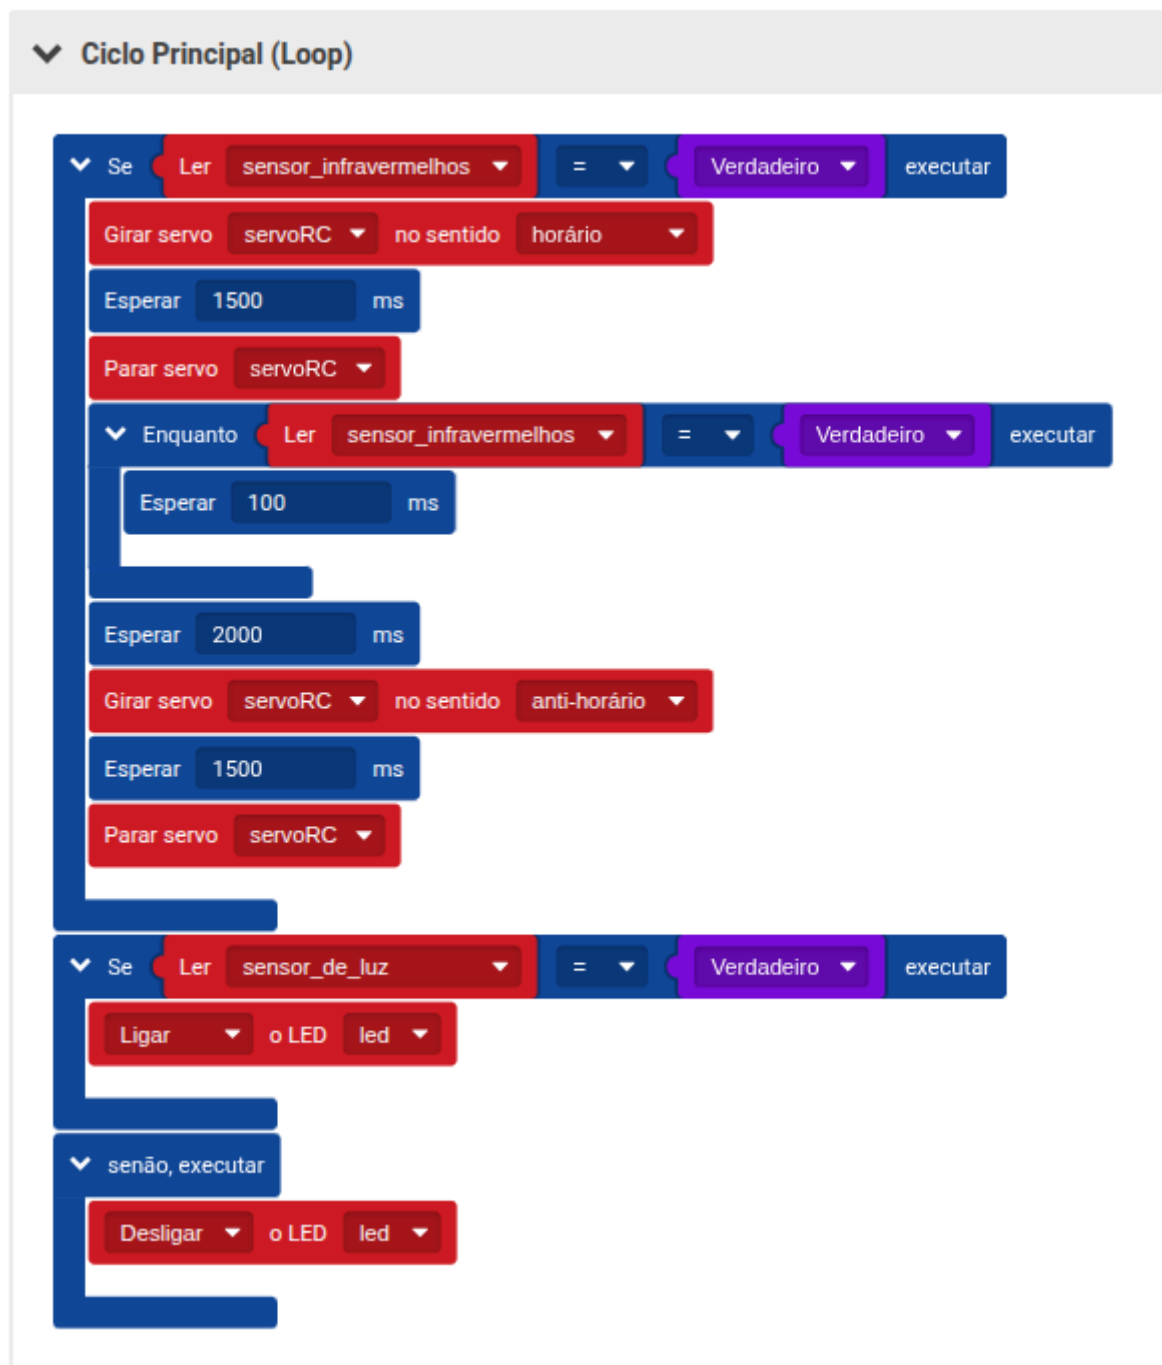 Ciclo Principal (Loop)
Se Ler sensor_infravermelhos = Verdadeiro executar
Girar servo servoRC no sentido horário
Esperar 1500 ms
Parar servo servoRC
Enquanto Ler sensor_infravermelhos = Verdadeiro executar
Esperar 100 ms
Esperar 2000 ms
Girar servo servoRC no sentido anti-horário
Esperar 1500 ms
Parar servo servoRC
Se Ler sensor_de_luz = Verdadeiro executar
Ligar o LED led
senão, executar
Desligar o LED led